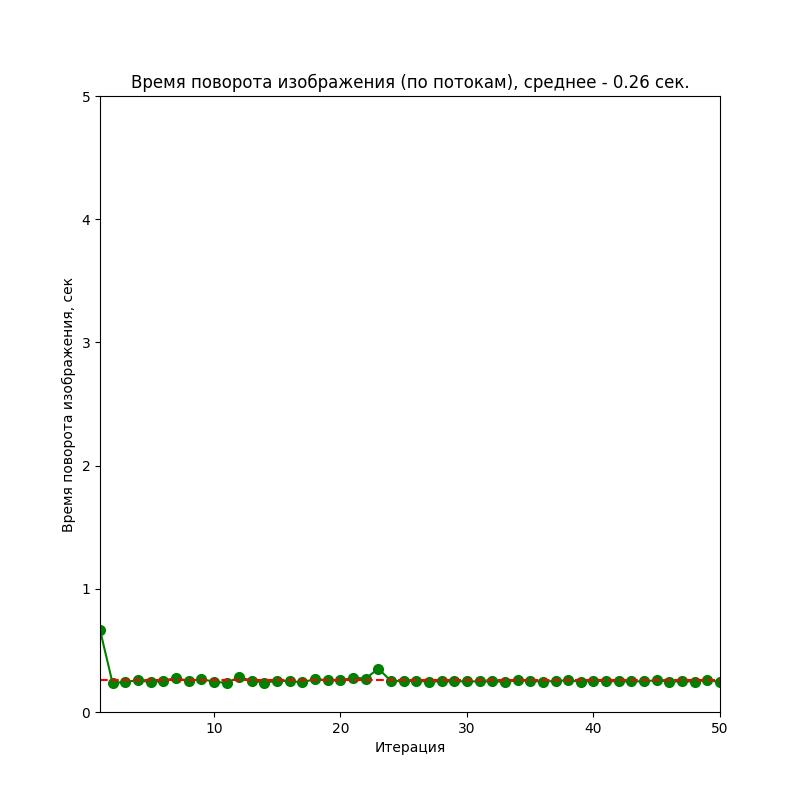 Время поворота изображения (по потокам), среднее - 0.26 сек.
5
4
3
2
1
0
Время поворота изображения, сек
10 20 30 40 50
Итерация